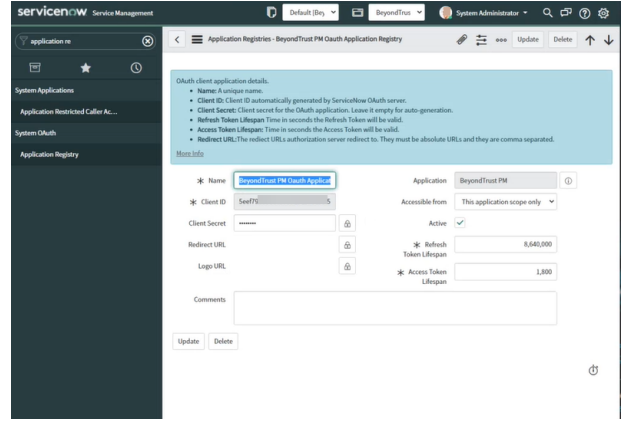 servicenow Service Management
Default (Bey
BeyondTrus
System Administrator
application re
System Applications
Application Restricted Caller Ac...
System OAuth
Application Registry
Application Registries - BeyondTrust PM Oauth Application Registry
Update
Delete
OAuth client application details.
• Name: A unique name.
• Client ID: Client ID automatically generated by ServiceNow OAuth server.
• Client Secret: Client secret for the OAuth application. Leave it empty for auto-generation.
• Refresh Token Lifespan Time in seconds the Refresh Token will be valid.
• Access Token Lifespan: Time in seconds the Access Token will be valid.
• Redirect URL:The redirect URLs authorization server redirect to. They must be absolute URLs and they are comma separated.
More info
Name
BeyondTrust PM Oauth Applicat
Application
BeyondTrust PM
Client ID
5eef79
5
Accessible from
This application scope only
Client Secret
Active
Redirect URL
Refresh
Token Lifespan
8,640,000
Logo URL
Access Token
Lifespan
1,800
Comments
Update
Delete